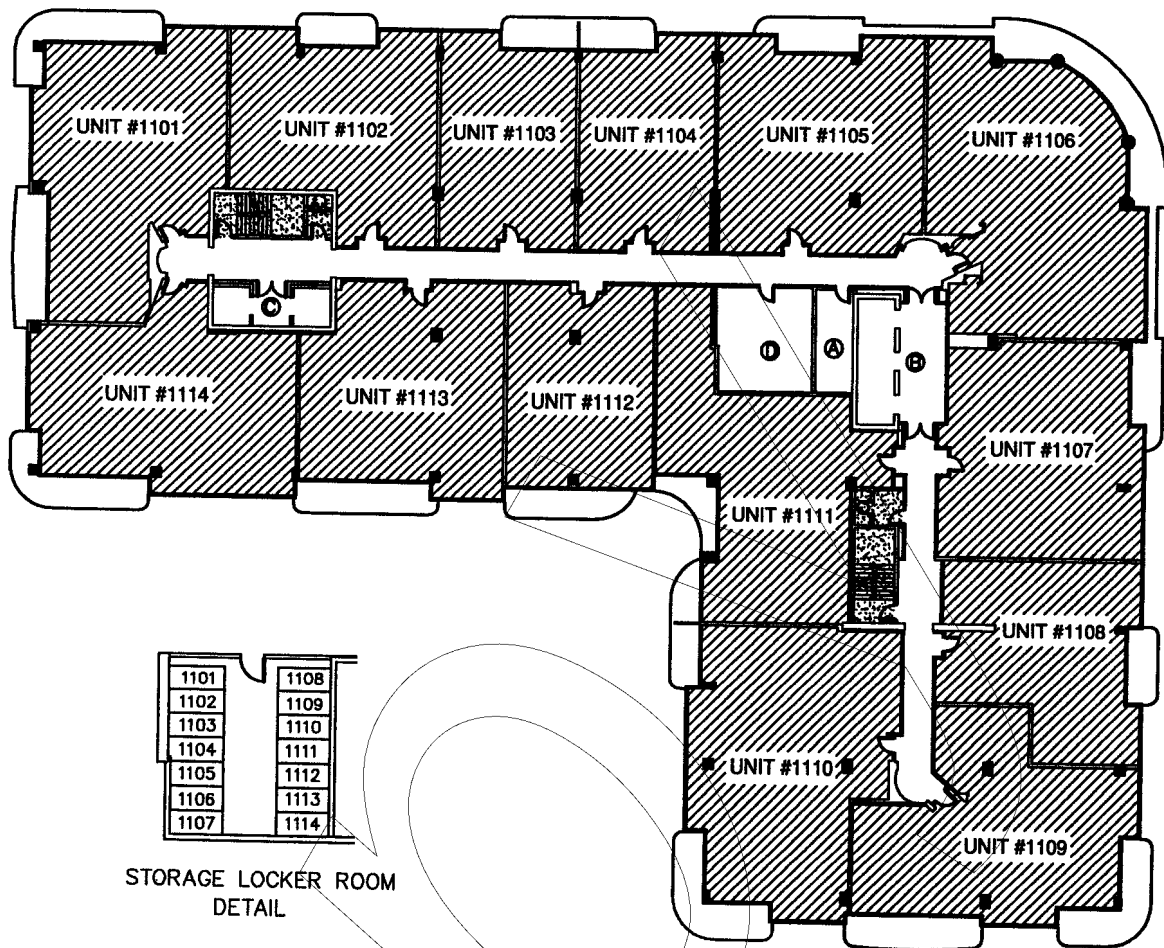 UNIT #1101
UNIT #1102
UNIT #1103
UNIT #1104
UNIT #1105
UNIT #1106
C
D
A
B
UNIT #1114
UNIT #1113
UNIT #1112
UNIT #1107
UNIT #1111
UNIT #1108
UNIT #1110
UNIT #1109
1101
1102
1103
1104
1105
1106
1107
1108
1109
1110
1111
1112
1113
1114
STORAGE LOCKER ROOM
DETAIL